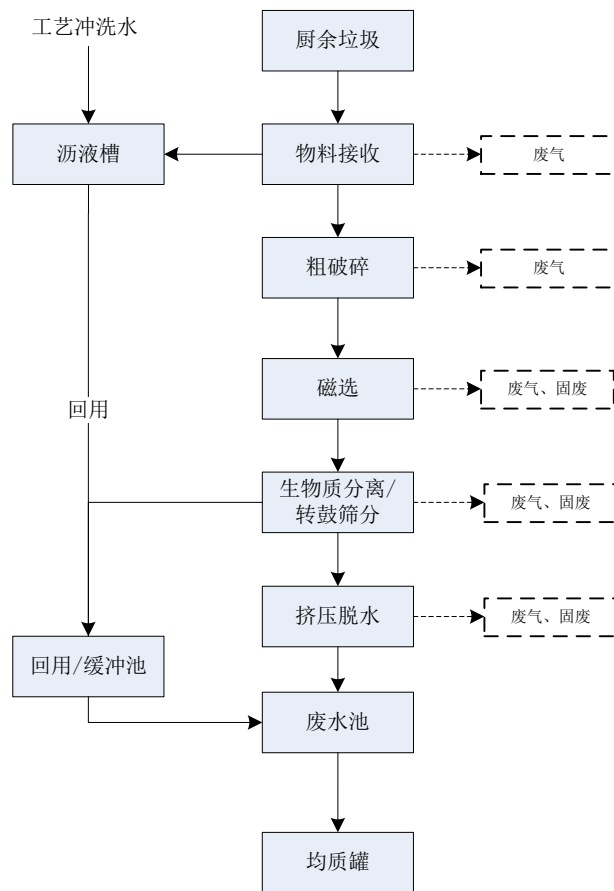 工艺冲洗水
厨余垃圾
沥液槽
物料接收
废气
粗破碎
废气
磁选
废气、固废
回用
生物质分离/
转鼓筛分
废气、固废
挤压脱水
废气、固废
回用/缓冲池
废水池
均质罐